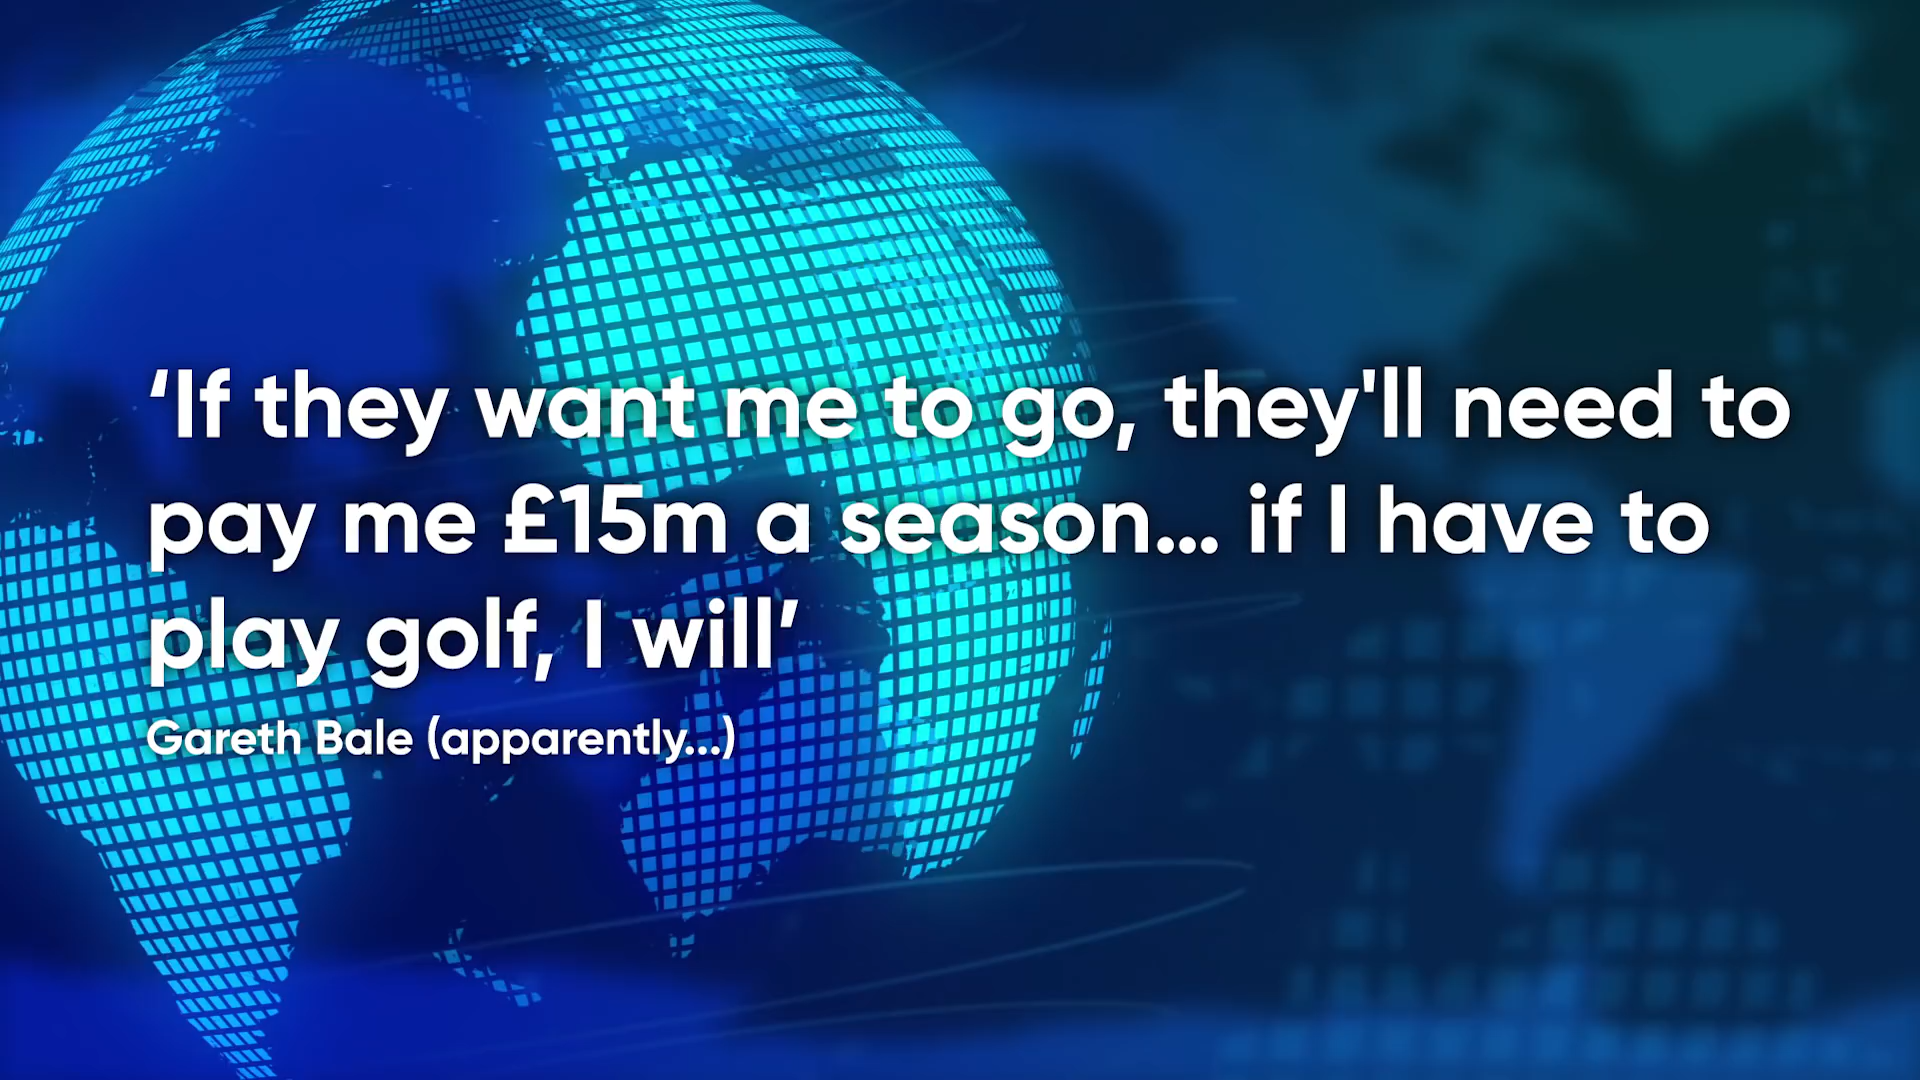 ‘If they want me to go, they'll need to
pay me £15m a season... if I have to
play golf, I will’
Gareth Bale (apparently...)